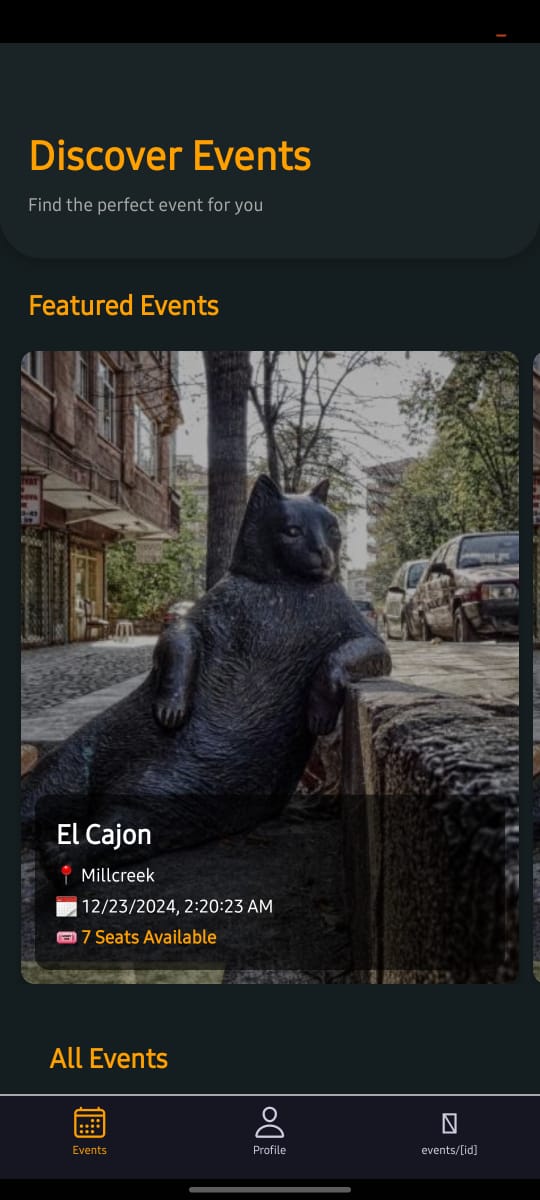 Discover Events
Find the perfect event for you
Featured Events
El Cajon
Millcreek
12/23/2024, 2:20:23 AM
7 Seats Available
All Events
Events
Profile
events/[id]